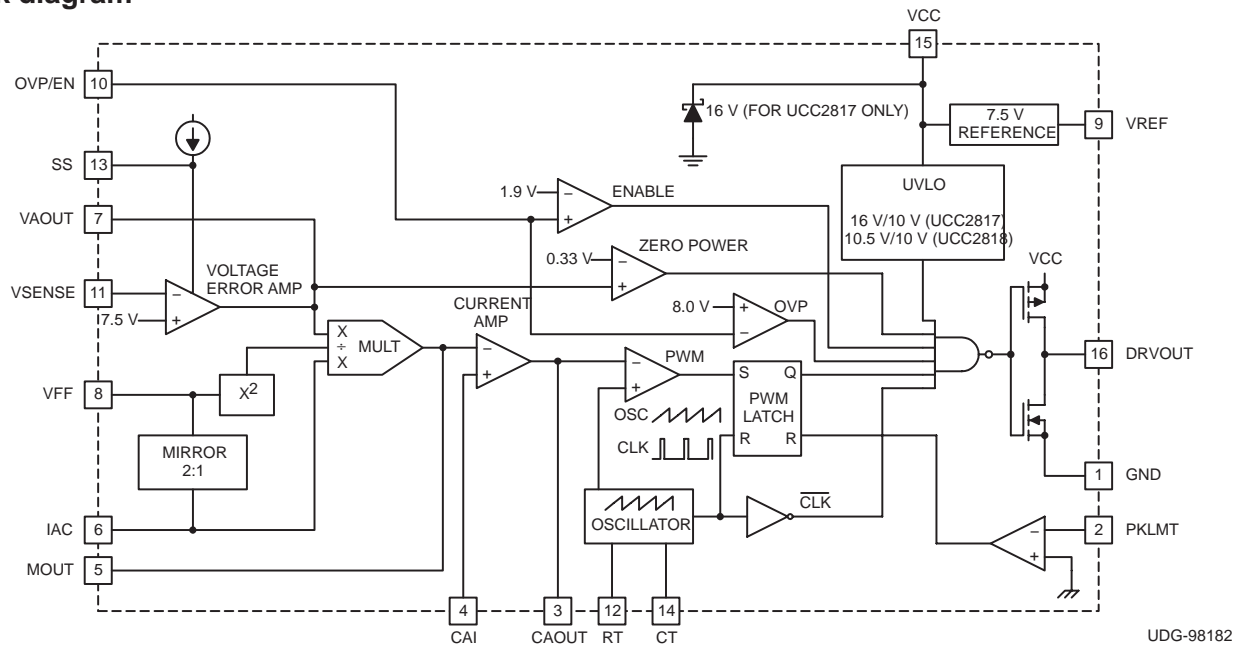 diagram
VCC
15
OVP/EN
10
16 V (FOR UCC2817 ONLY)
7.5 V
REFERENCE
9
VREF
SS
13
UVLO
16 V/10 V (UCC2817)
10.5 V/10 V (UCC2818)
1.9 V
−
+
ENABLE
VAOUT
7
ZERO POWER
0.33 V
−
+
VCC
VOLTAGE
ERROR AMP
VSENSE
11
−
7.5 V
+
8.0 V
+
−
OVP
CURRENT
AMP
X
÷
X
MULT
−
+
−
+
PWM
S
Q
PWM
LATCH
R
R
16
DRVOUT
VFF
8
X2
OSC
CLK
MIRROR
2:1
1
GND
OSCILLATOR
CLK
IAC
6
−
+
2
PKLMT
MOUT
5
4
3
12
14
CAI
CAOUT
RT
CT
UDG-98182